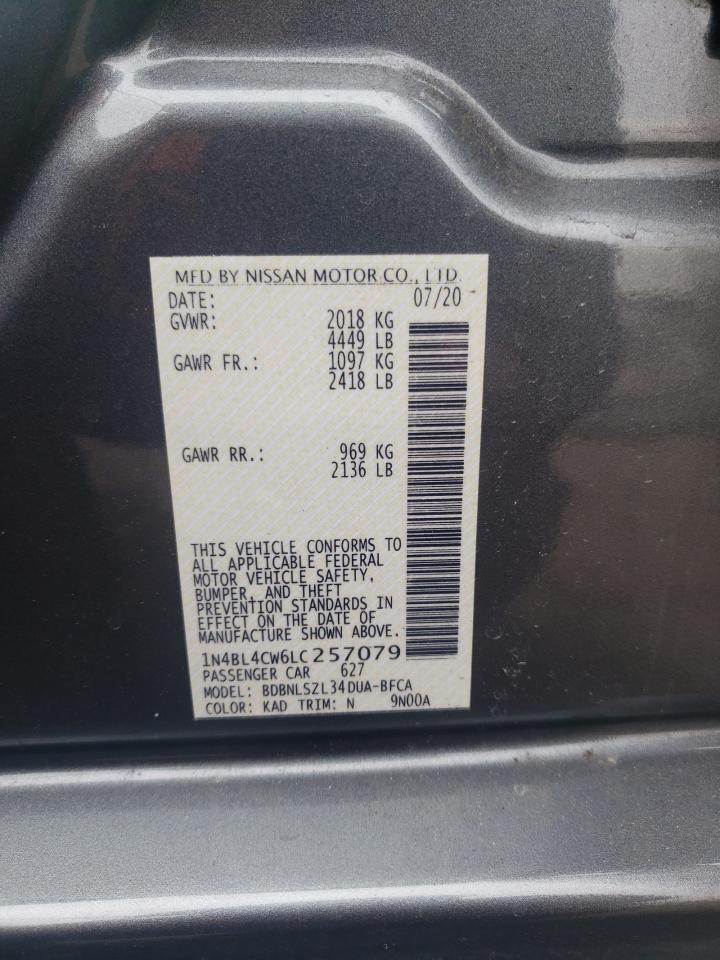 MFD BY NISSAN MOTOR CO., LTD.
DATE: 07/20
GVWR: 2018 KG
4449 LB
GAWR FR.: 1097 KG
2418 LB
GAWR RR.: 969 KG
2136 LB
THIS VEHICLE CONFORMS TO
ALL APPLICABLE FEDERAL
MOTOR VEHICLE SAFETY,
BUMPER, AND THEFT
PREVENTION STANDARDS IN
EFFECT ON THE DATE OF
MANUFACTURE SHOWN ABOVE.
1N4BL4CW6LC257079
PASSENGER CAR 627
MODEL: BDBNLSZL34DUA-BFCA
COLOR: KAD TRIM: N 9N00A